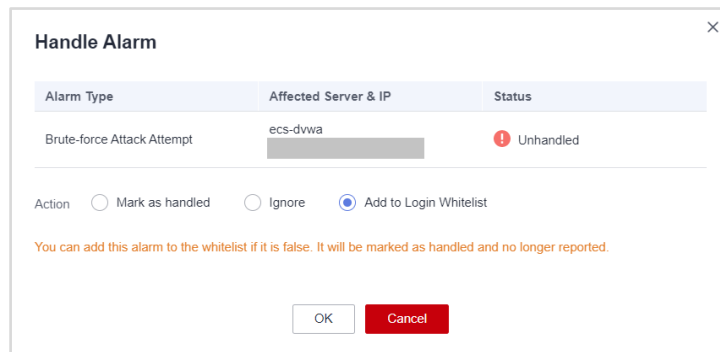 Handle Alarm
Alarm Type Affected Server & IP Status
Brute-force Attack Attempt ecs-dvwa Unhandled
Action Mark as handled Ignore Add to Login Whitelist
You can add this alarm to the whitelist if it is false. It will be marked as handled and no longer reported.
OK Cancel